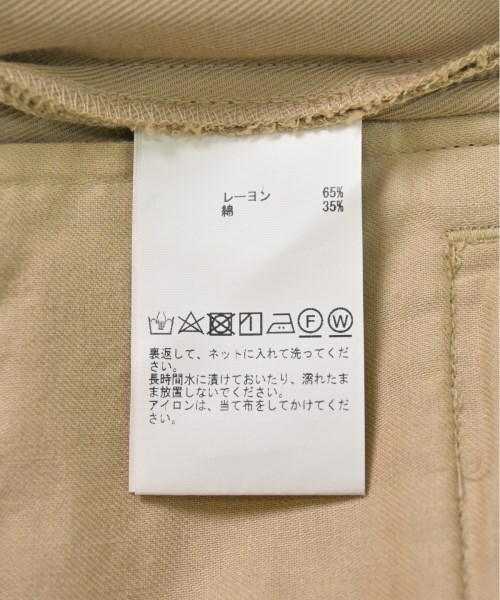 レーヨン 65%
綿 35%
F W
裏返して、ネットに入れて洗ってくだ
さい。
長時間水に漬けておいたり、濡れたま
ま放置しないでください。
アイロンは、当て布をしてかけてくだ
さい。